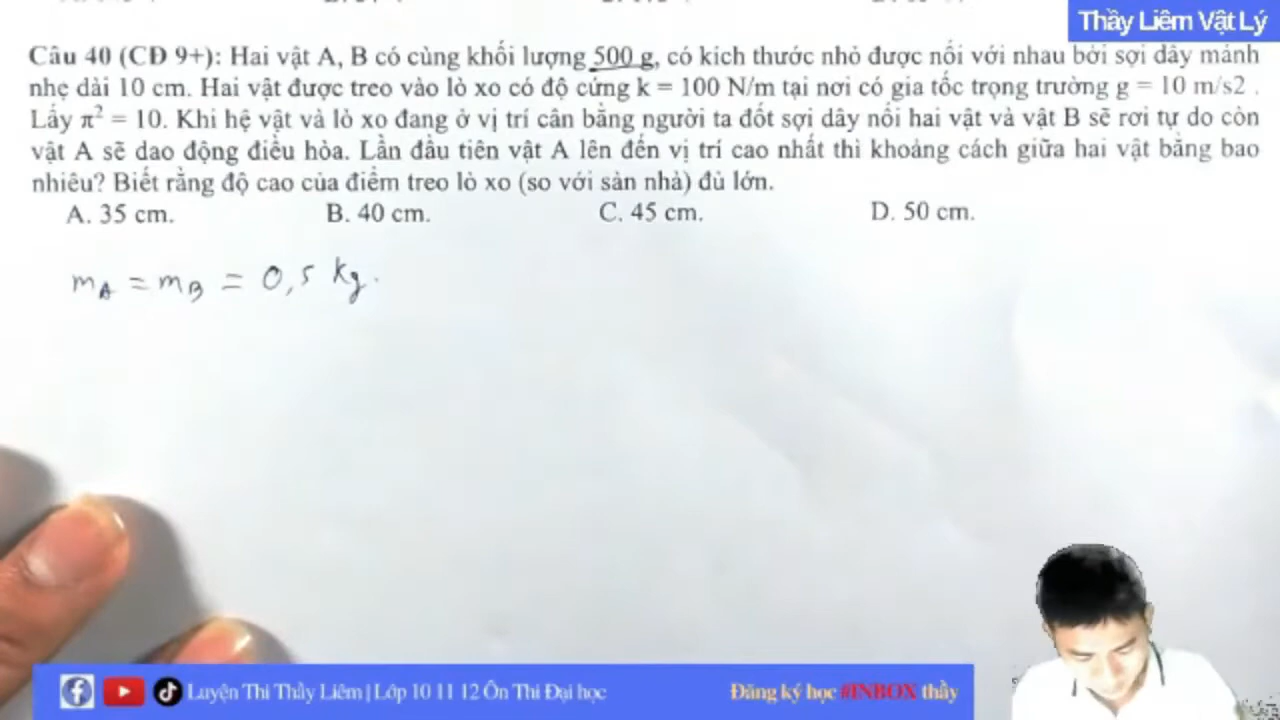 Thầy Liêm Vật Lý
Câu 40 (CĐ 9+): Hai vật A, B có cùng khối lượng 500 g, có kích thước nhỏ được nối với nhau bởi sợi dây mảnh
nhẹ dài 10 cm. Hai vật được treo vào lò xo có độ cứng k = 100 N/m tại nơi có gia tốc trọng trường g = 10 m/s2 .
Lấy π² = 10. Khi hệ vật và lò xo đang ở vị trí cân bằng người ta đốt sợi dây nối hai vật và vật B sẽ rơi tự do còn
vật A sẽ dao động điều hòa. Lần đầu tiên vật A lên đến vị trí cao nhất thì khoảng cách giữa hai vật bằng bao
nhiêu? Biết rằng độ cao của điểm treo lò xo (so với sàn nhà) đủ lớn.
A. 35 cm. B. 40 cm. C. 45 cm. D. 50 cm.
m_A = m_B = 0,5 kg.
Luyện Thi Thầy Liêm | Lớp 10 11 12 Ôn Thi Đại học Đăng ký học #INBOX thầy